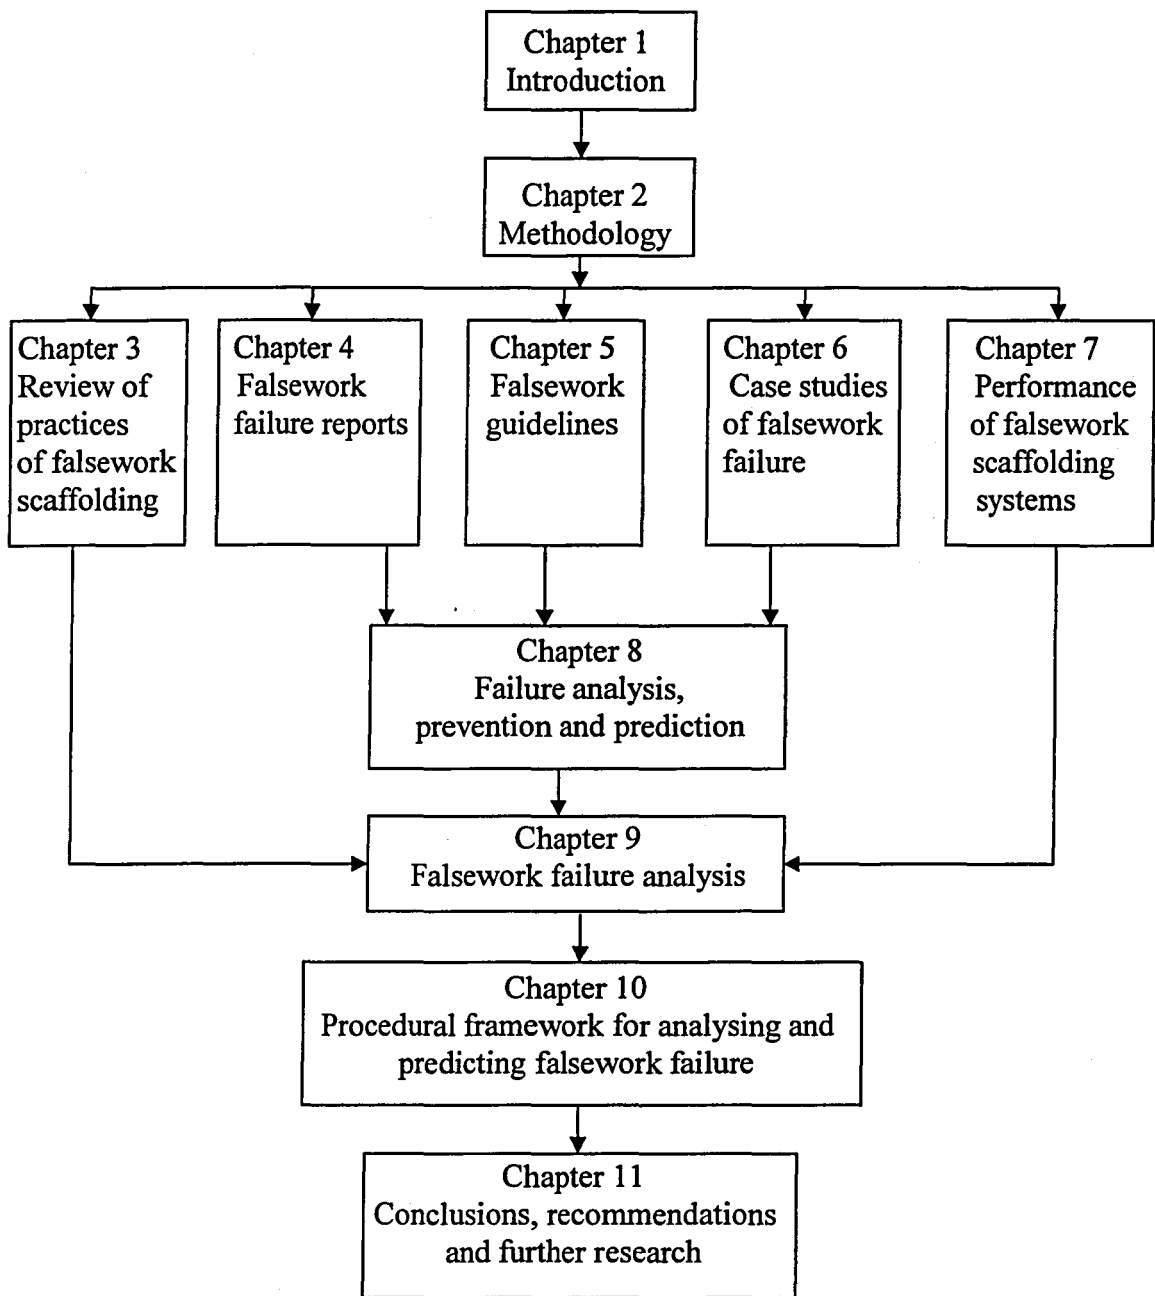 Chapter 1
Introduction
Chapter 2
Methodology
Chapter 3
Review of
practices
of falsework
scaffolding
Chapter 4
Falsework
failure reports
Chapter 5
Falsework
guidelines
Chapter 6
Case studies
of falsework
failure
Chapter 7
Performance
of falsework
scaffolding
systems
Chapter 8
Failure analysis,
prevention and prediction
Chapter 9
Falsework failure analysis
Chapter 10
Procedural framework for analysing and
predicting falsework failure
Chapter 11
Conclusions, recommendations
and further research